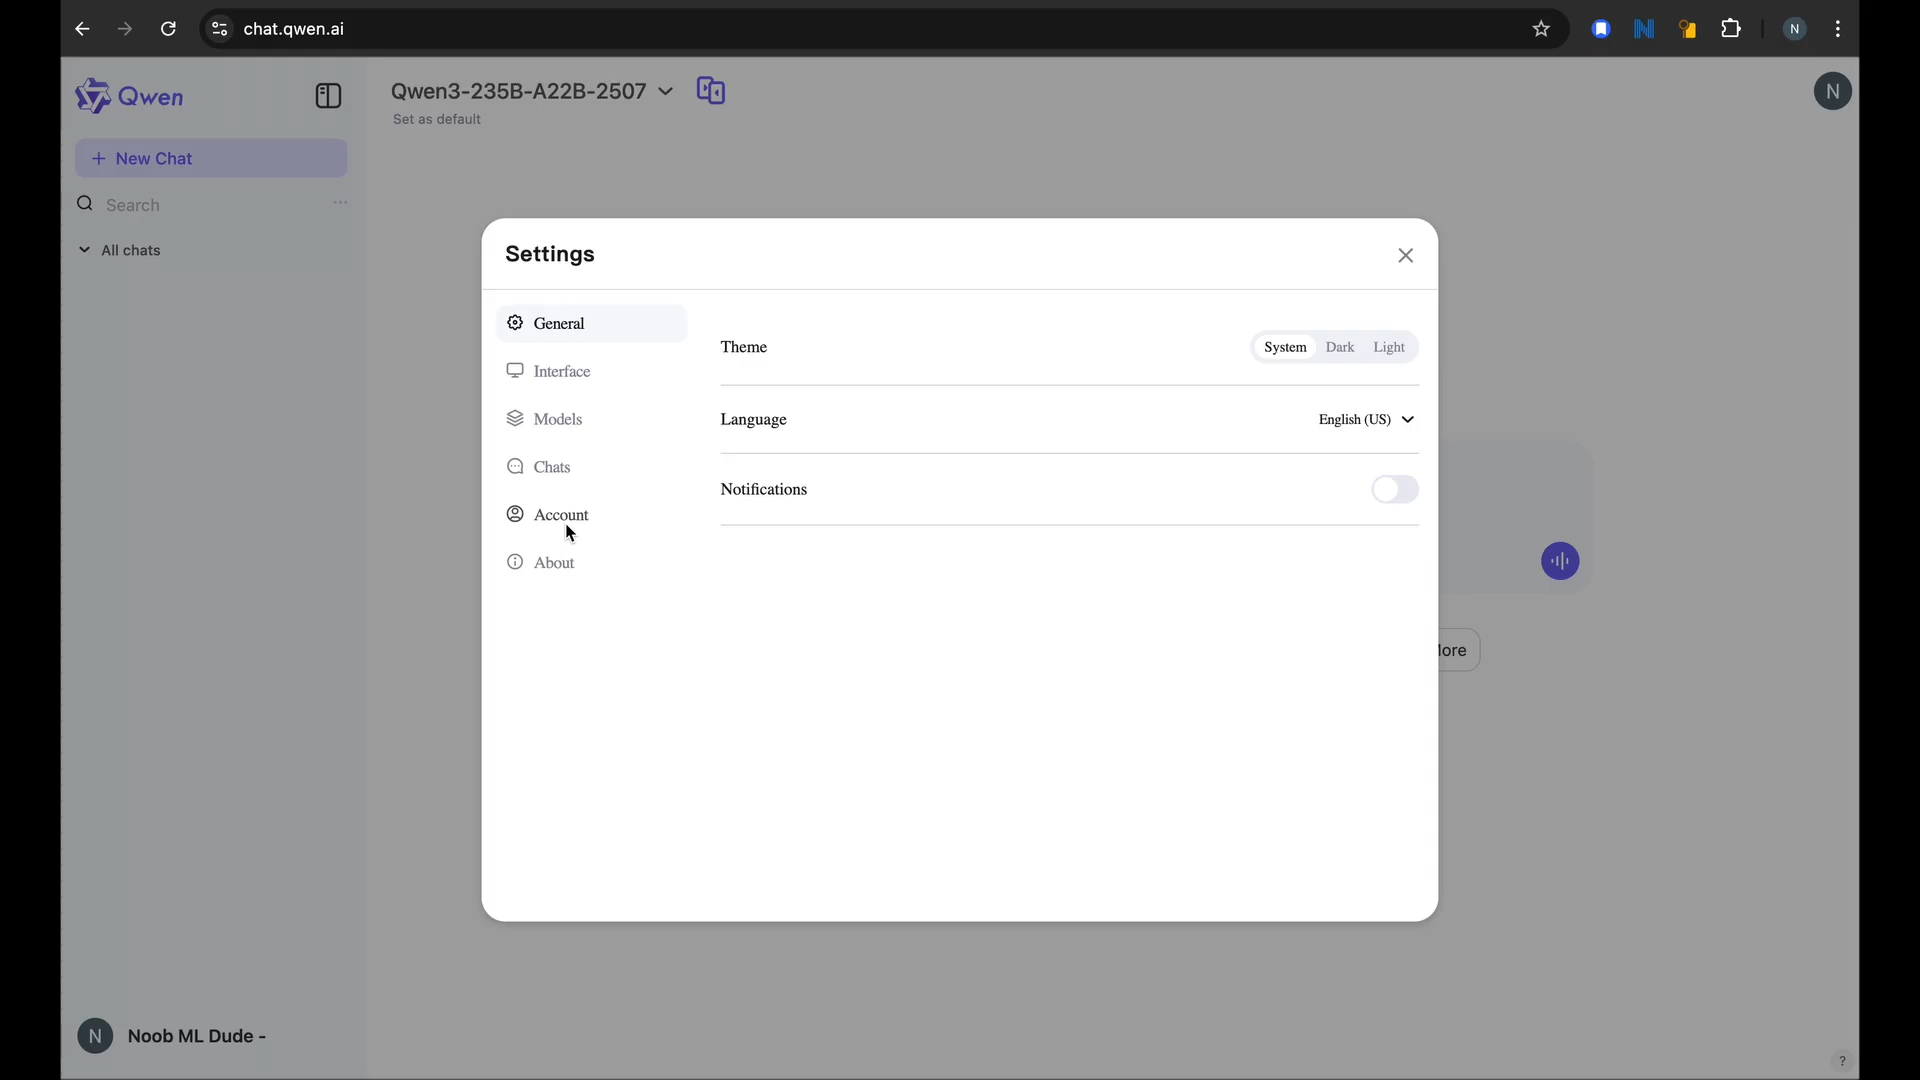 chat.qwen.ai
N
Qwen
Qwen3-235B-A22B-2507
Set as default
N
+ New Chat
Search
All chats
Settings
General
Interface
Models
Chats
Account
About
Theme
System Dark Light
Language
English (US)
Notifications
ore
N
Noob ML Dude -
?